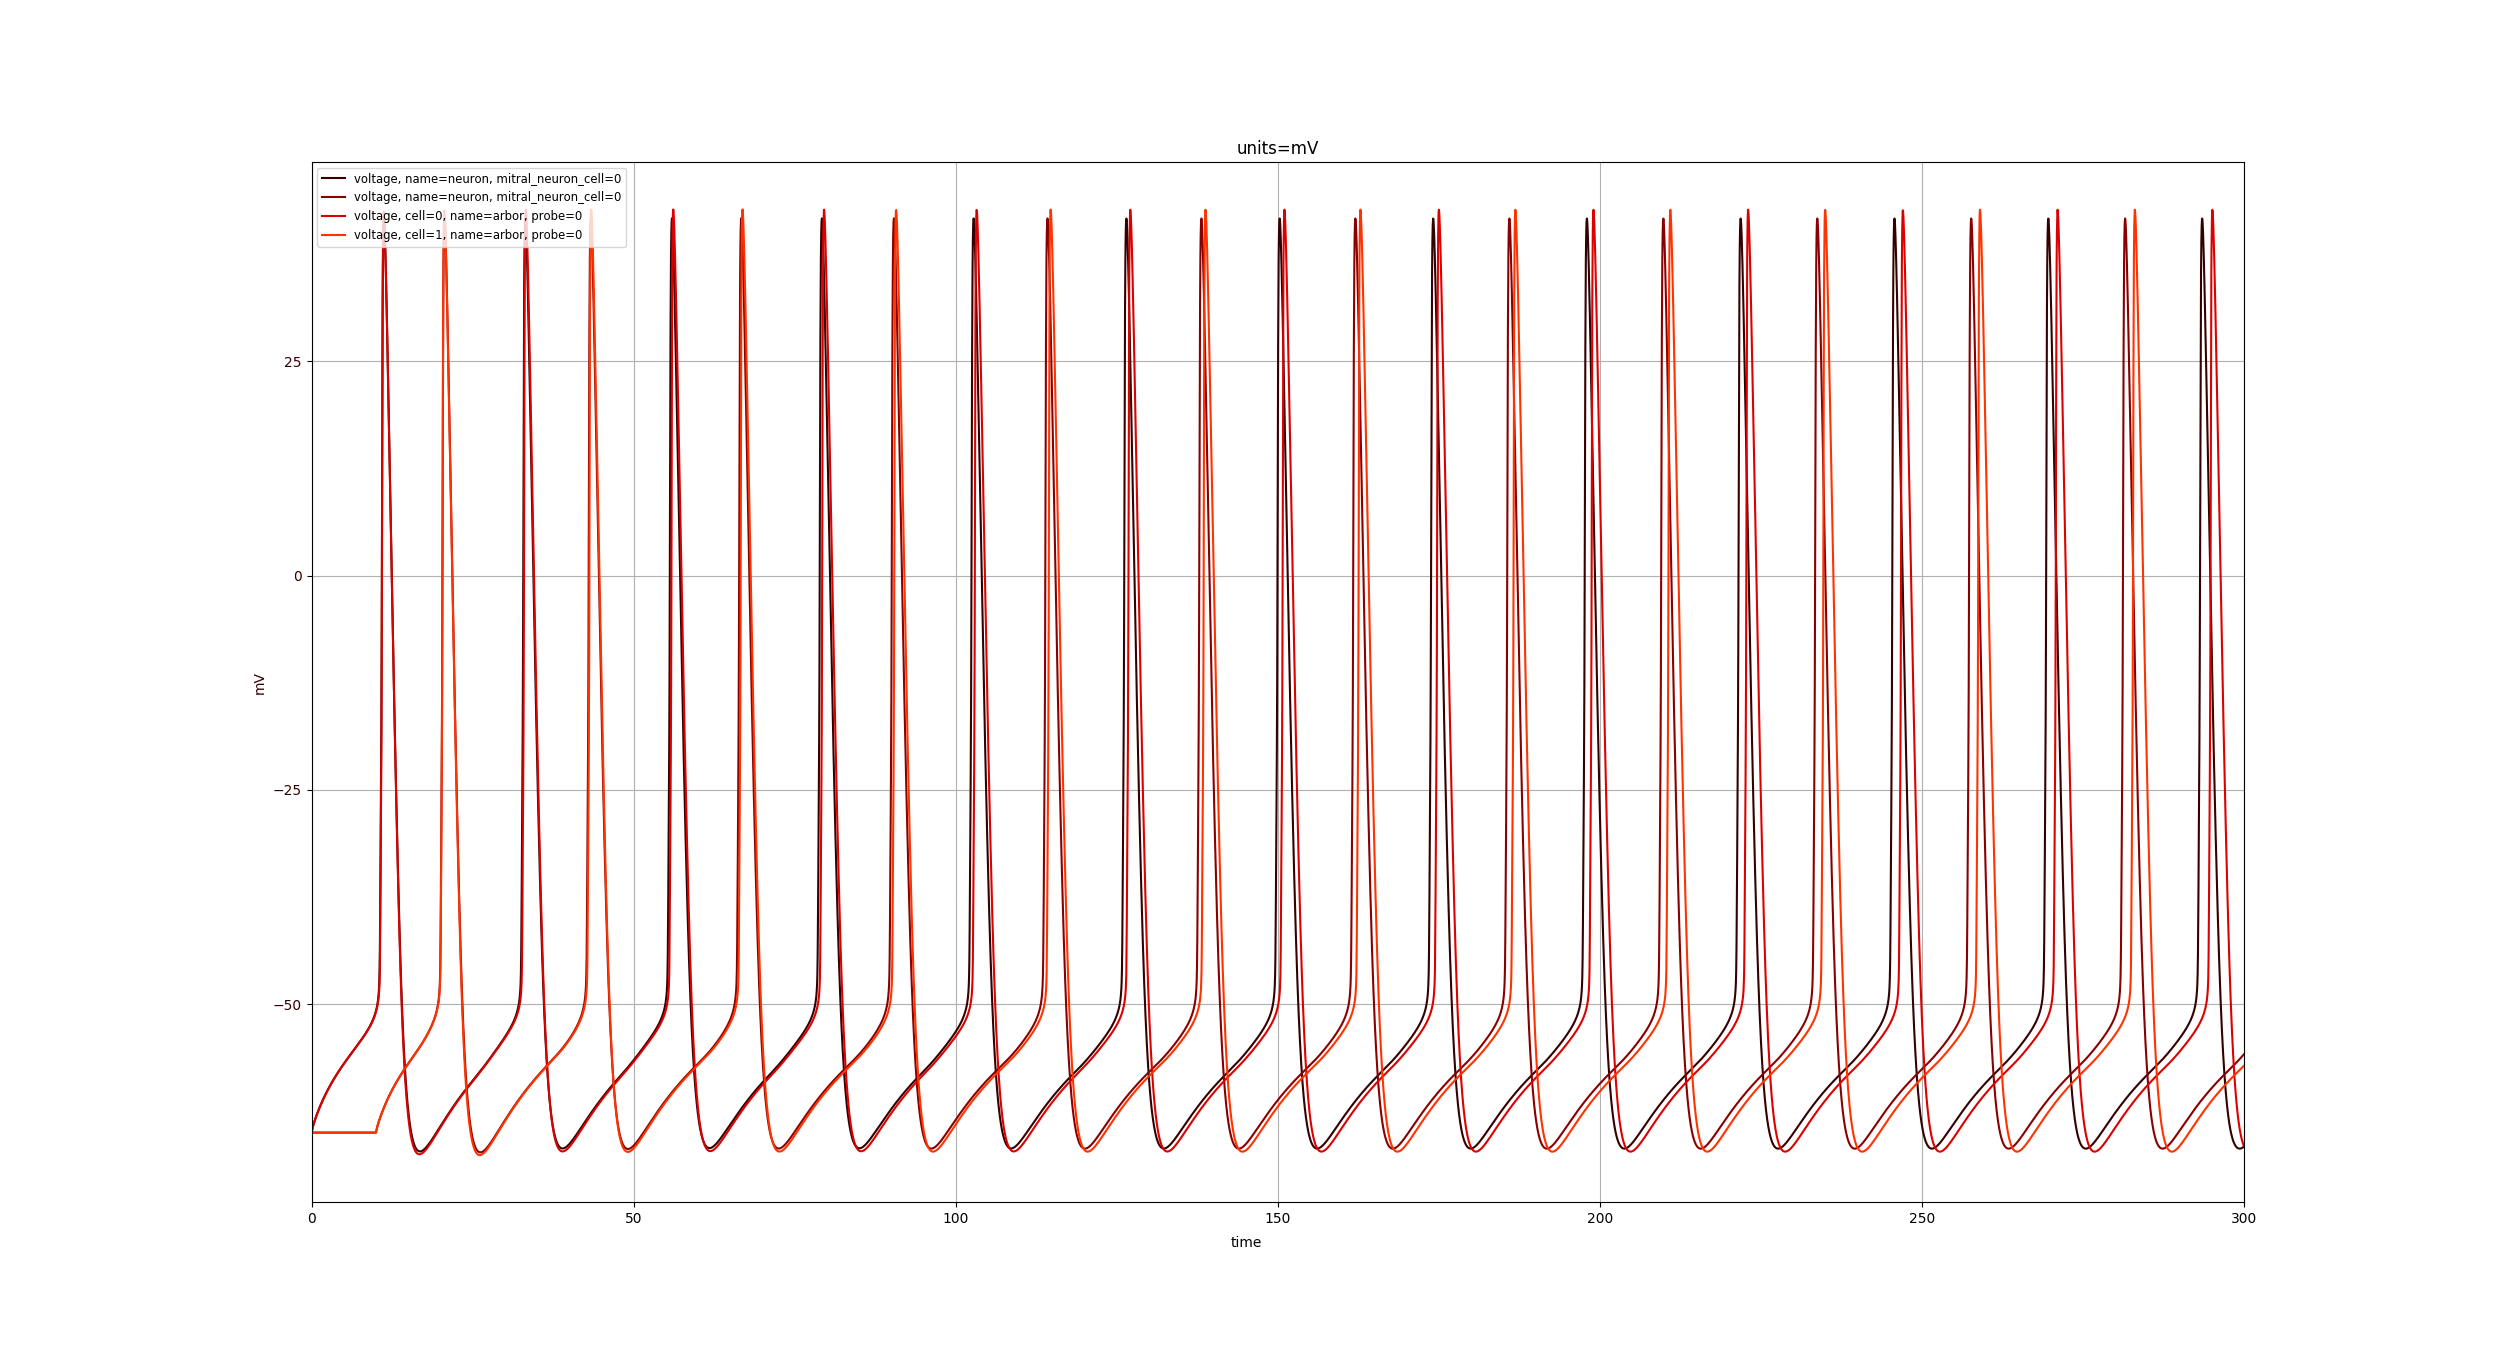 units=mV
voltage, name=neuron, mitral_neuron_cell=0
voltage, name=neuron, mitral_neuron_cell=0
voltage, cell=0, name=arbor, probe=0
voltage, cell=1, name=arbor, probe=0
25
0
−25
−50
mV
0 50 100 150 200 250 300
time